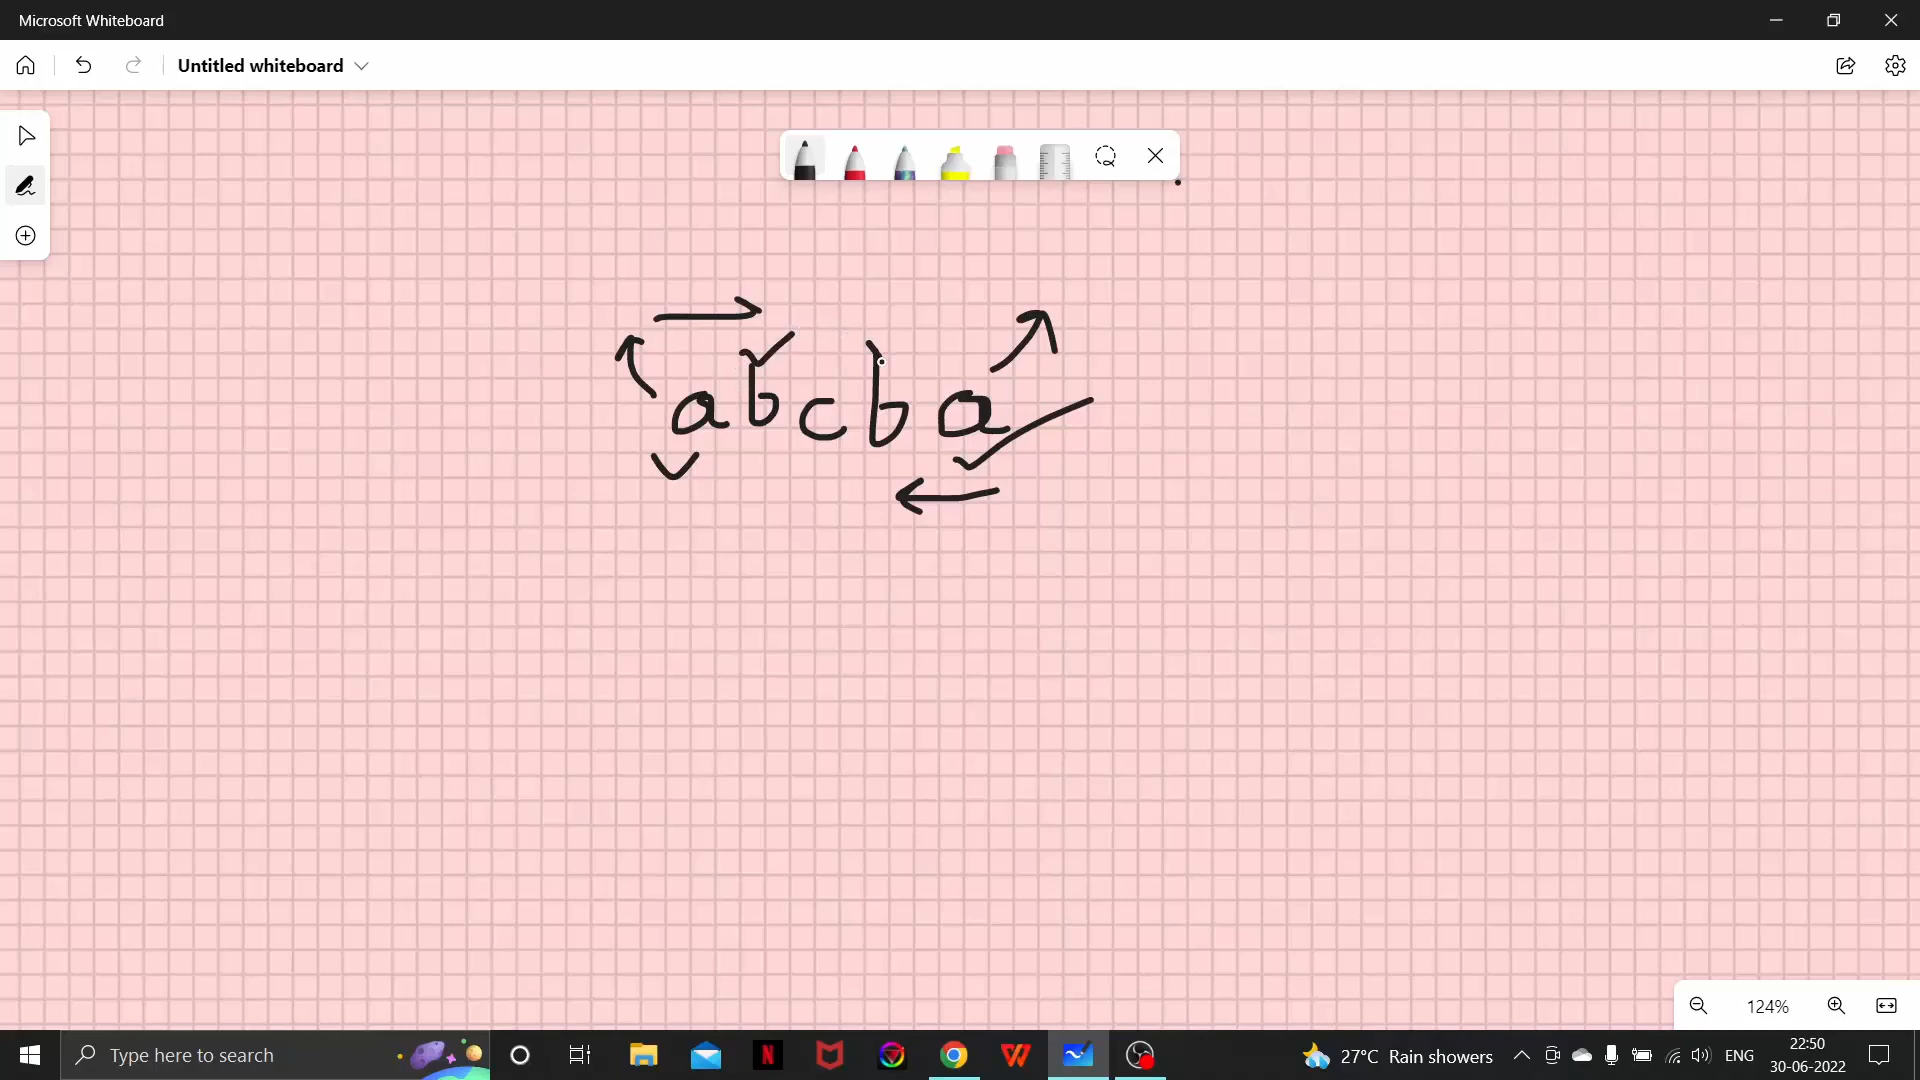 Microsoft Whiteboard
Untitled whiteboard
abcba
124%
Type here to search
27°C Rain showers
ENG
22:50
30-06-2022